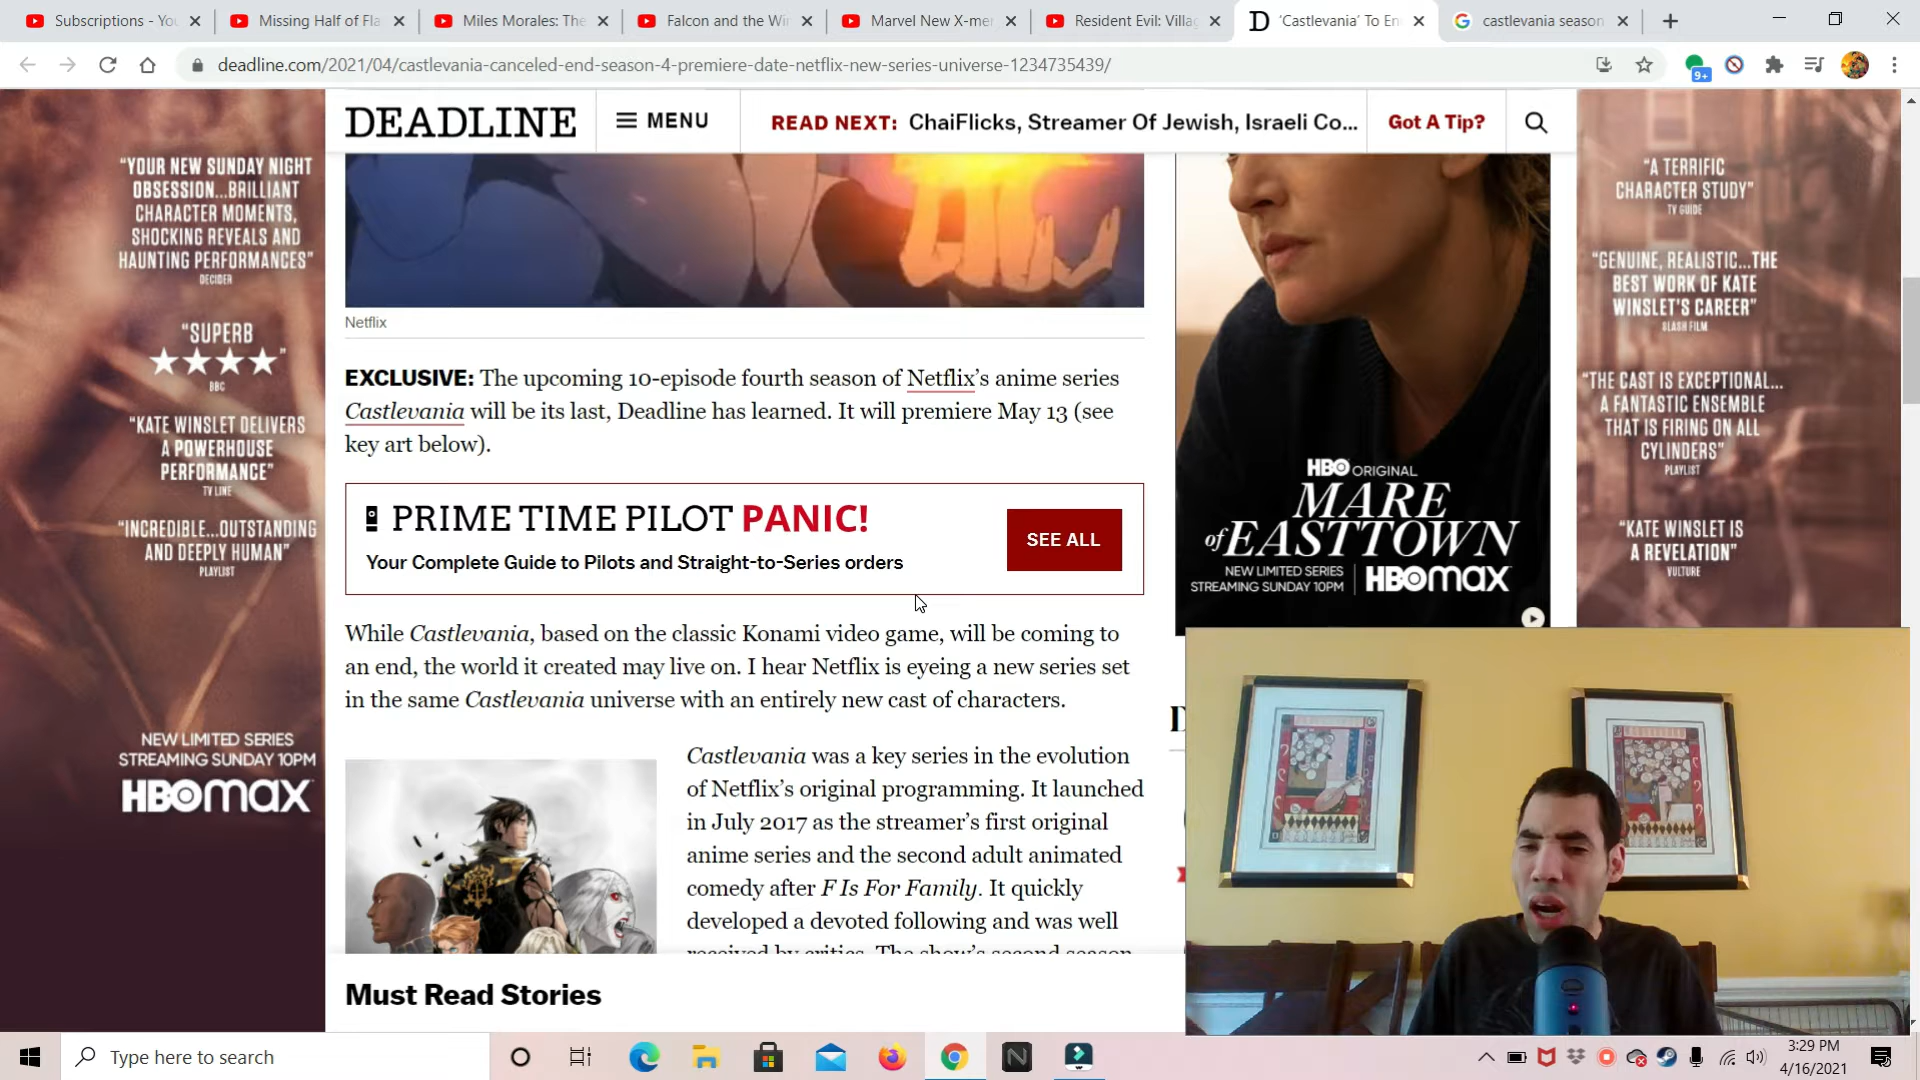 Subscriptions - You
Missing Half of Fla
Miles Morales: The
Falcon and the Wi
Marvel New X-me
Resident Evil: Villag
'Castlevania' To En
castlevania season
deadline.com/2021/04/castlevania-canceled-end-season-4-premiere-date-netflix-new-series-universe-1234735439/
9+
DEADLINE
MENU
READ NEXT: ChaiFlicks, Streamer Of Jewish, Israeli Co...
Got A Tip?
"YOUR NEW SUNDAY NIGHT
OBSESSION...BRILLIANT
CHARACTER MOMENTS,
SHOCKING REVEALS AND
HAUNTING PERFORMANCES"
DECIDER
"SUPERB
★★★★"
BBC
"KATE WINSLET DELIVERS
A POWERHOUSE
PERFORMANCE"
TV LINE
"INCREDIBLE...OUTSTANDING
AND DEEPLY HUMAN"
PLAYLIST
NEW LIMITED SERIES
STREAMING SUNDAY 10PM
HBOMAX
Netflix
EXCLUSIVE: The upcoming 10-episode fourth season of Netflix's anime series
Castlevania will be its last, Deadline has learned. It will premiere May 13 (see
key art below).
PRIME TIME PILOT PANIC!
Your Complete Guide to Pilots and Straight-to-Series orders
SEE ALL
While Castlevania, based on the classic Konami video game, will be coming to
an end, the world it created may live on. I hear Netflix is eyeing a new series set
in the same Castlevania universe with an entirely new cast of characters.
Castlevania was a key series in the evolution
of Netflix's original programming. It launched
in July 2017 as the streamer's first original
anime series and the second adult animated
comedy after F Is For Family. It quickly
developed a devoted following and was well
received by critics. The show's second season
Must Read Stories
HBO ORIGINAL
MARE
of EASTTOWN
NEW LIMITED SERIES
STREAMING SUNDAY 10PM
HBOMAX
D
"A TERRIFIC
CHARACTER STUDY"
TV GUIDE
"GENUINE, REALISTIC...THE
BEST WORK OF KATE
WINSLET'S CAREER"
SLASH FILM
"THE CAST IS EXCEPTIONAL...
A FANTASTIC ENSEMBLE
THAT IS FIRING ON ALL
CYLINDERS"
PLAYLIST
"KATE WINSLET IS
A REVELATION"
VULTURE
Type here to search
3:29 PM
4/16/2021